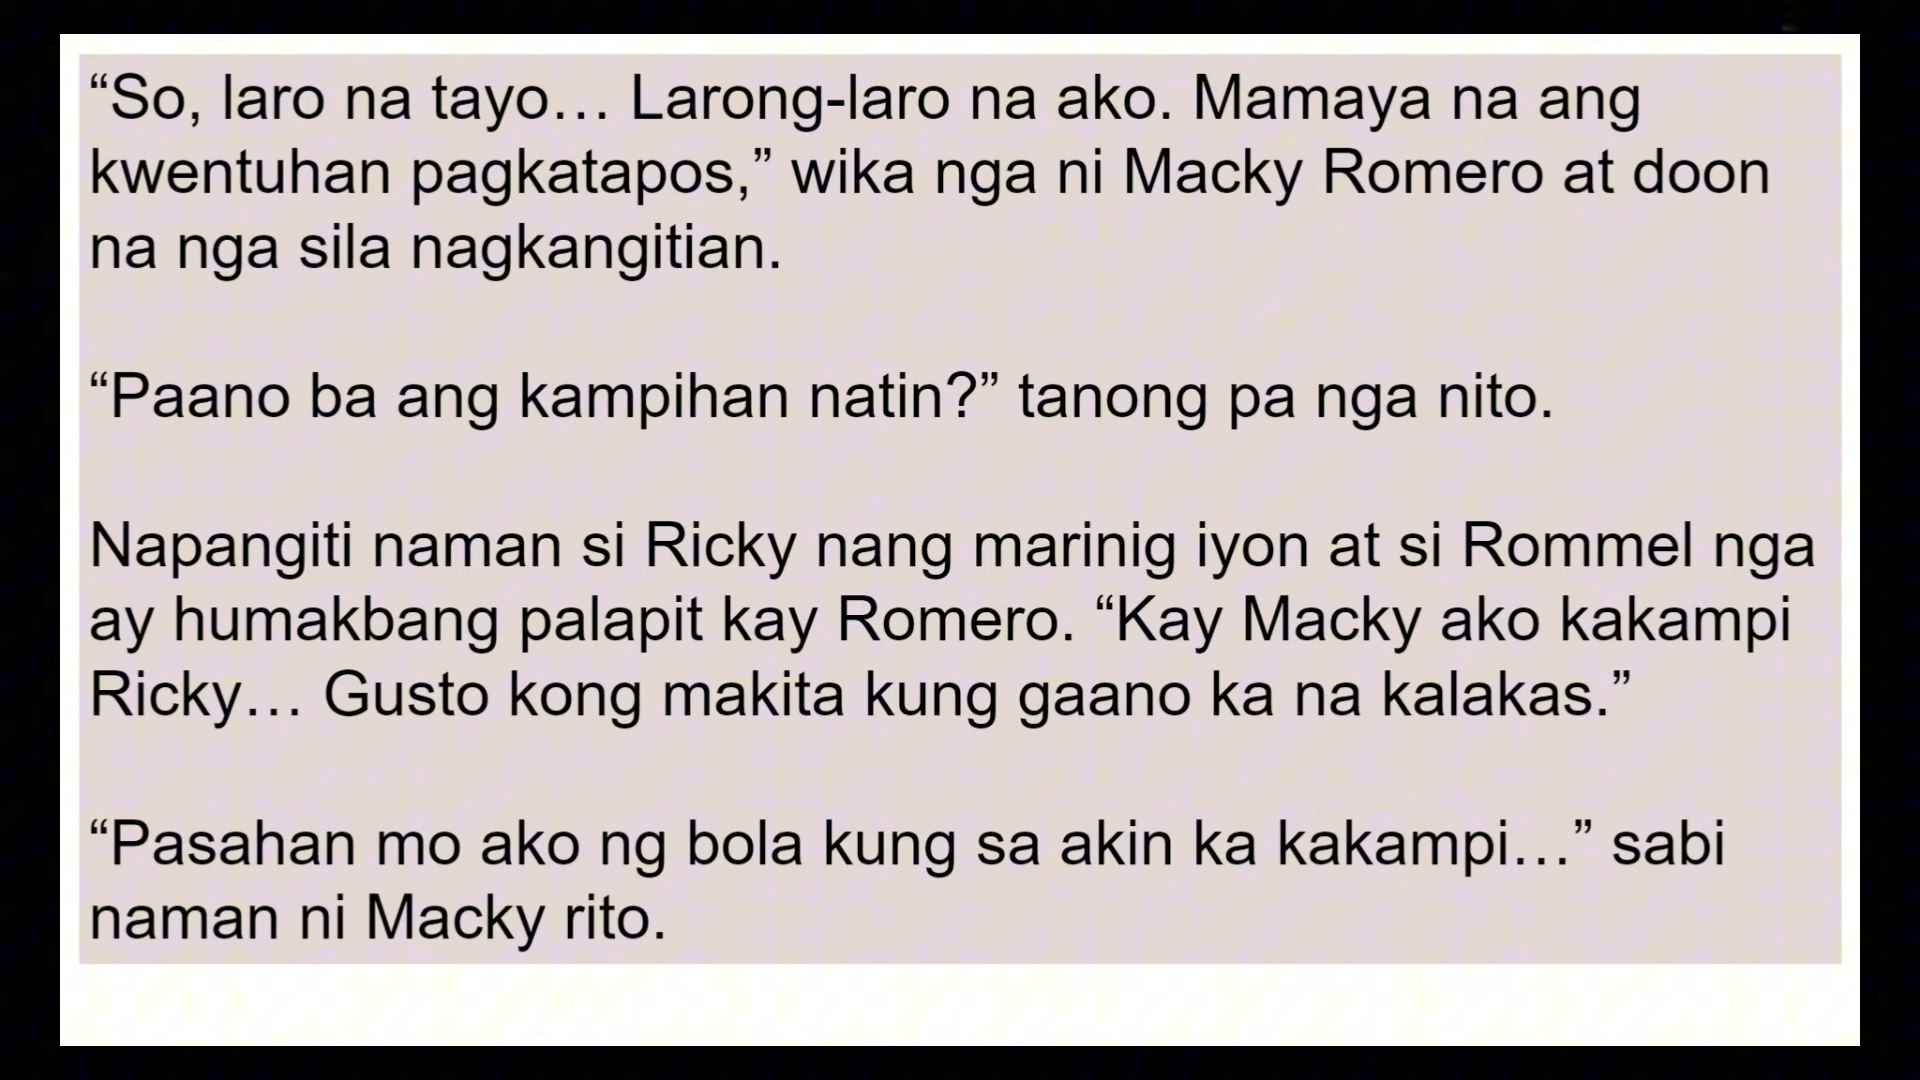 “So, laro na tayo… Larong-laro na ako. Mamaya na ang
kwentuhan pagkatapos,” wika nga ni Macky Romero at doon
na nga sila nagkangitian.
“Paano ba ang kampihan natin?” tanong pa nga nito.
Napangiti naman si Ricky nang marinig iyon at si Rommel nga
ay humakbang palapit kay Romero. “Kay Macky ako kakampi
Ricky… Gusto kong makita kung gaano ka na kalakas.”
“Pasahan mo ako ng bola kung sa akin ka kakampi…” sabi
naman ni Macky rito.